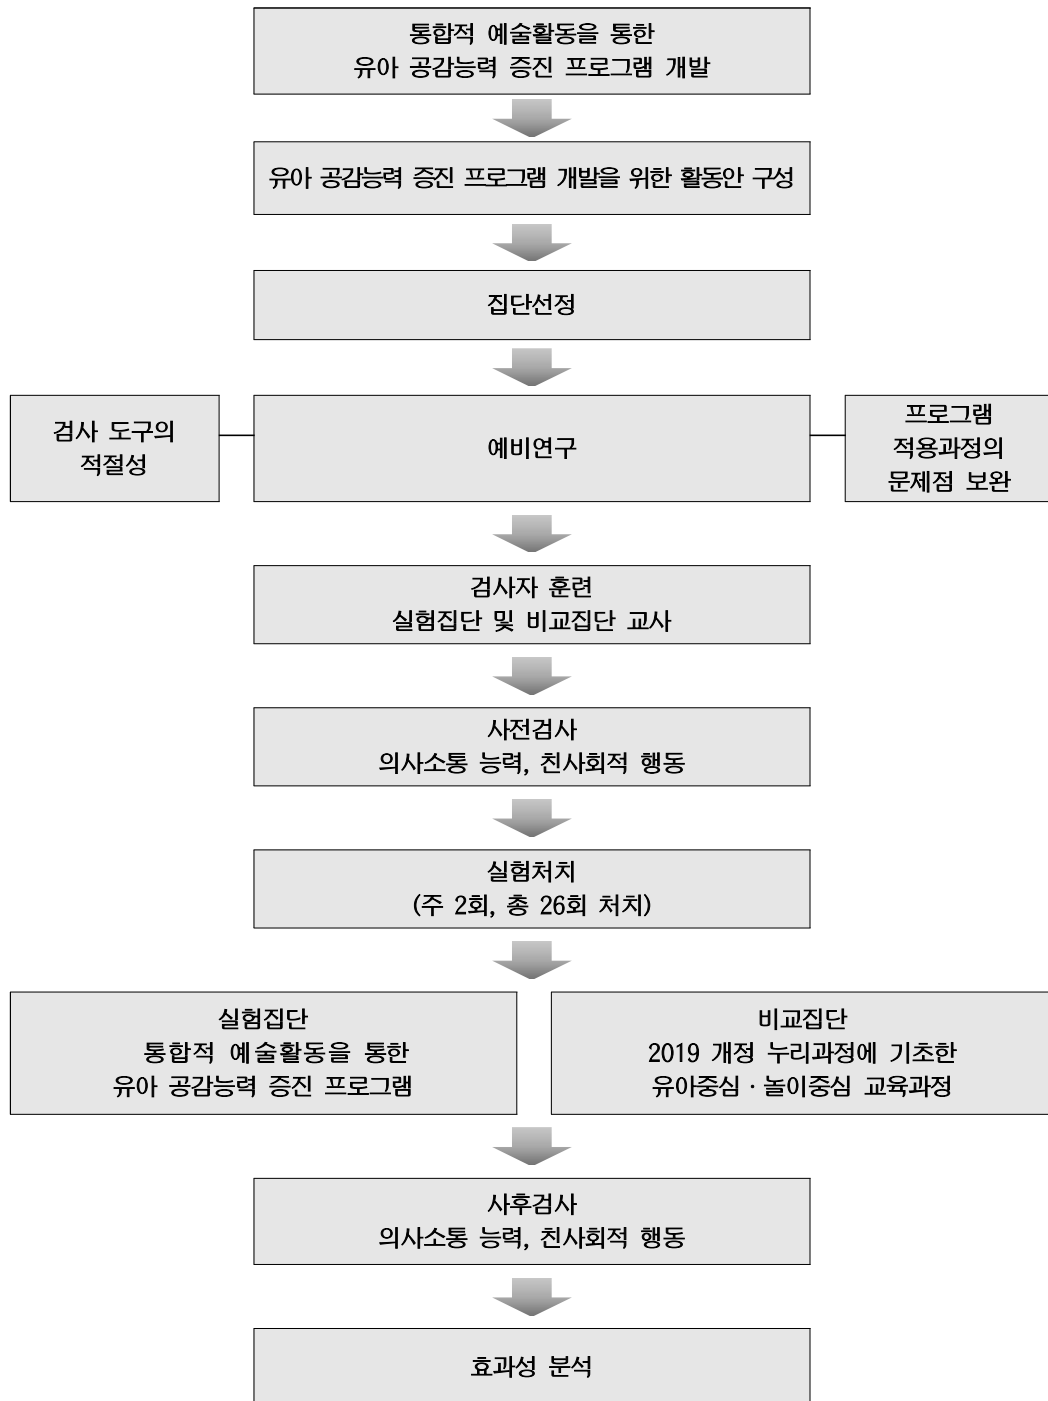 통합적 예술활동을 통한
유아 공감능력 증진 프로그램 개발
유아 공감능력 증진 프로그램 개발을 위한 활동안 구성
집단선정
검사 도구의
적절성
예비연구
프로그램
적용과정의
문제점 보완
검사자 훈련
실험집단 및 비교집단 교사
사전검사
의사소통 능력, 친사회적 행동
실험처치
(주 2회, 총 26회 처치)
실험집단
통합적 예술활동을 통한
유아 공감능력 증진 프로그램
비교집단
2019 개정 누리과정에 기초한
유아중심 · 놀이중심 교육과정
사후검사
의사소통 능력, 친사회적 행동
효과성 분석